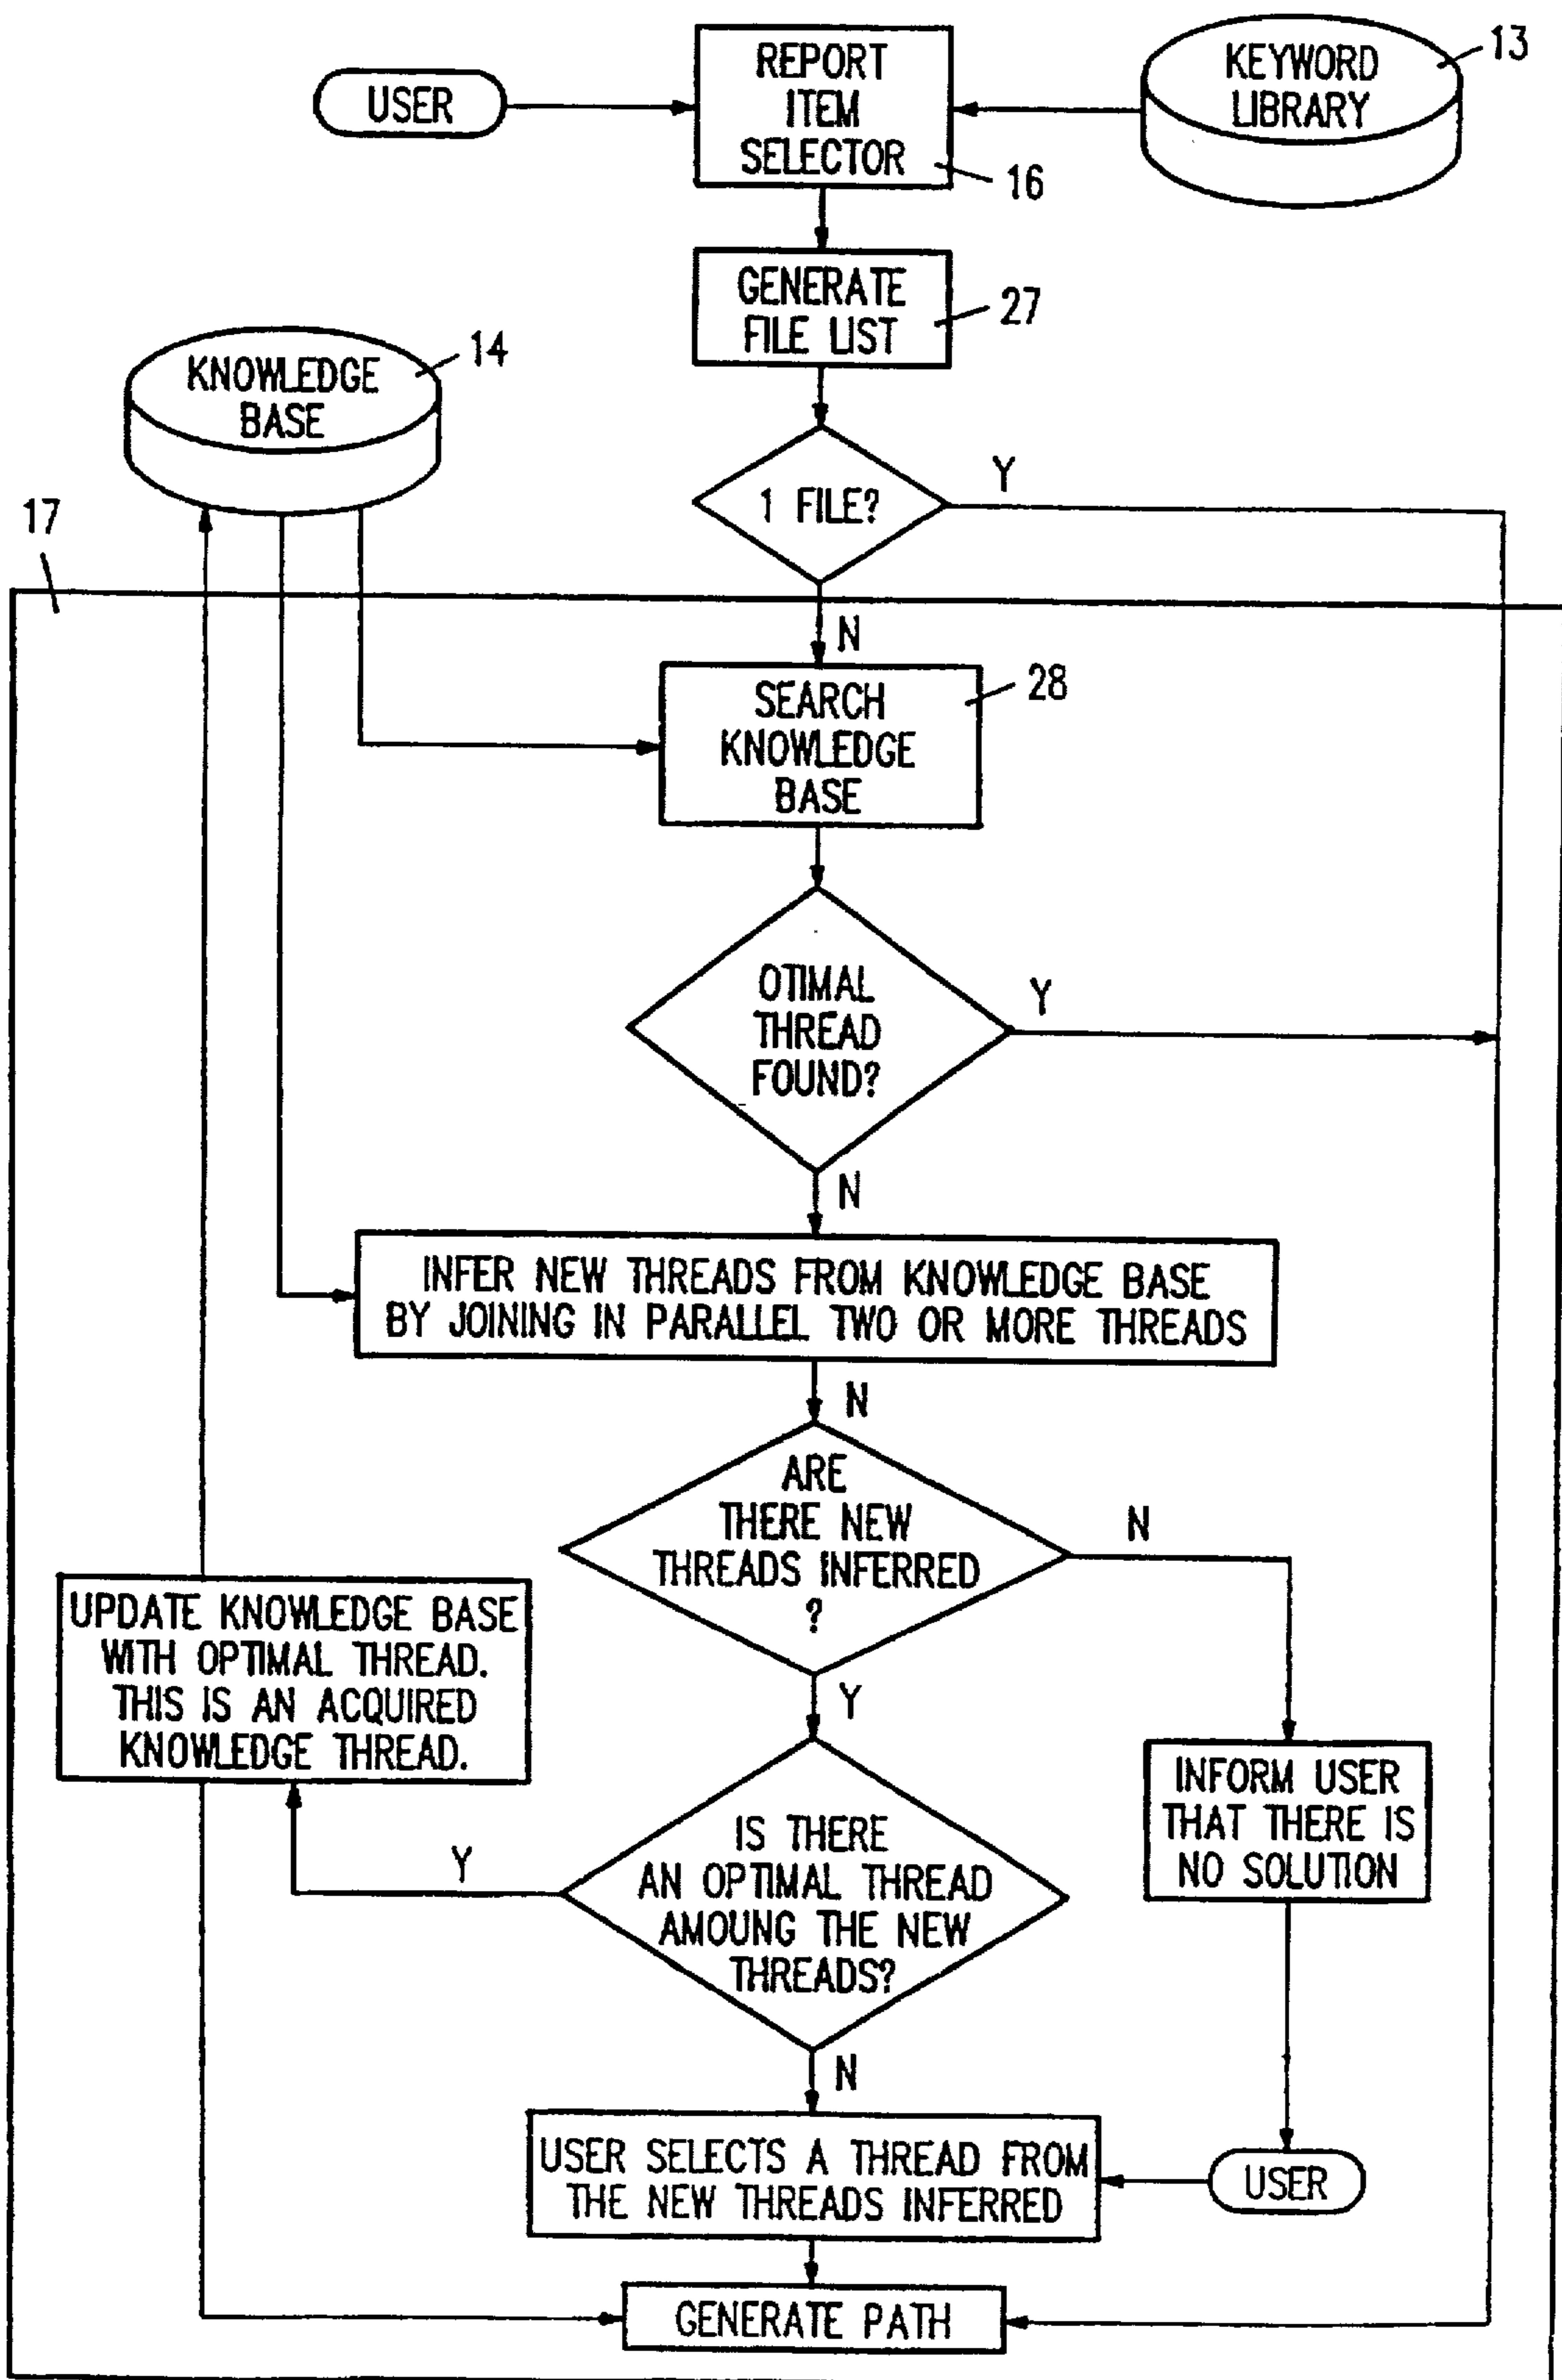 USER
REPORT
ITEM
SELECTOR
16
KEYWORD
LIBRARY
13
GENERATE
FILE LIST
27
KNOWLEDGE
BASE
14
1 FILE?
Y
17
N
SEARCH
KNOWLEDGE
BASE
28
OTIMAL
THREAD
FOUND?
Y
N
INFER NEW THREADS FROM KNOWLEDGE BASE
BY JOINING IN PARALLEL TWO OR MORE THREADS
N
ARE
THERE NEW
THREADS INFERRED
?
N
Y
UPDATE KNOWLEDGE BASE
WITH OPTIMAL THREAD.
THIS IS AN ACQUIRED
KNOWLEDGE THREAD.
INFORM USER
THAT THERE IS
NO SOLUTION
IS THERE
AN OPTIMAL THREAD
AMOUNG THE NEW
THREADS?
Y
N
USER SELECTS A THREAD FROM
THE NEW THREADS INFERRED
USER
GENERATE PATH